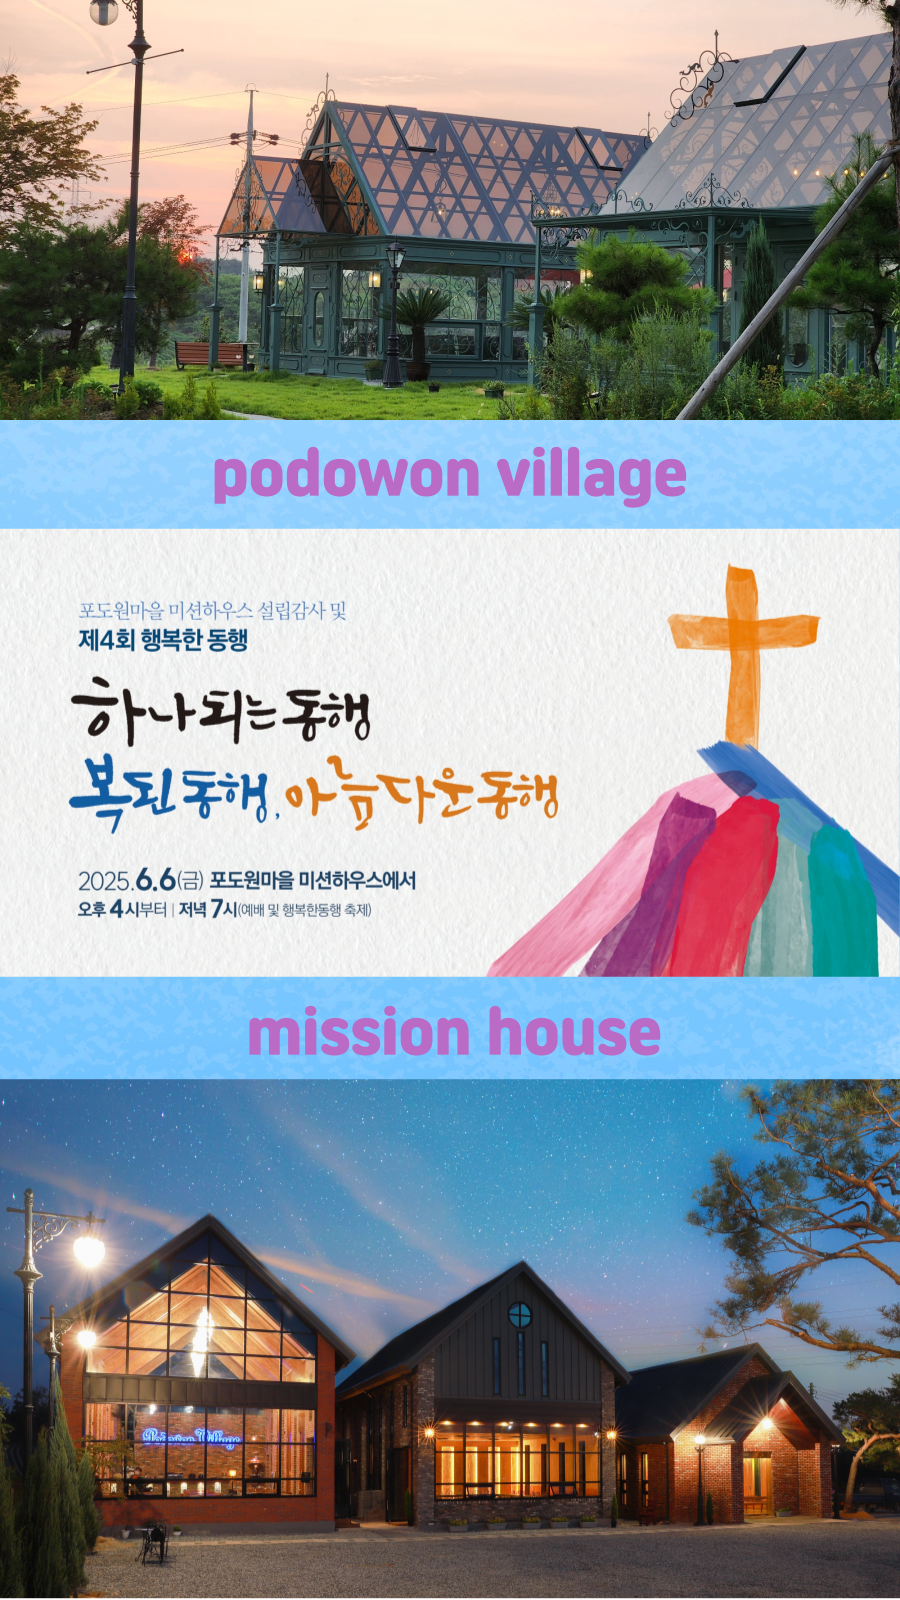 podowon village
포도원마을 미션하우스 설립감사 및
제4회 행복한 동행
하나되는 동행
복된 동행, 아름다운 동행
2025.6.6(금) 포도원마을 미션하우스에서
오후 4시부터 | 저녁 7시(예배 및 행복한동행 축제)
mission house
Podowon Village